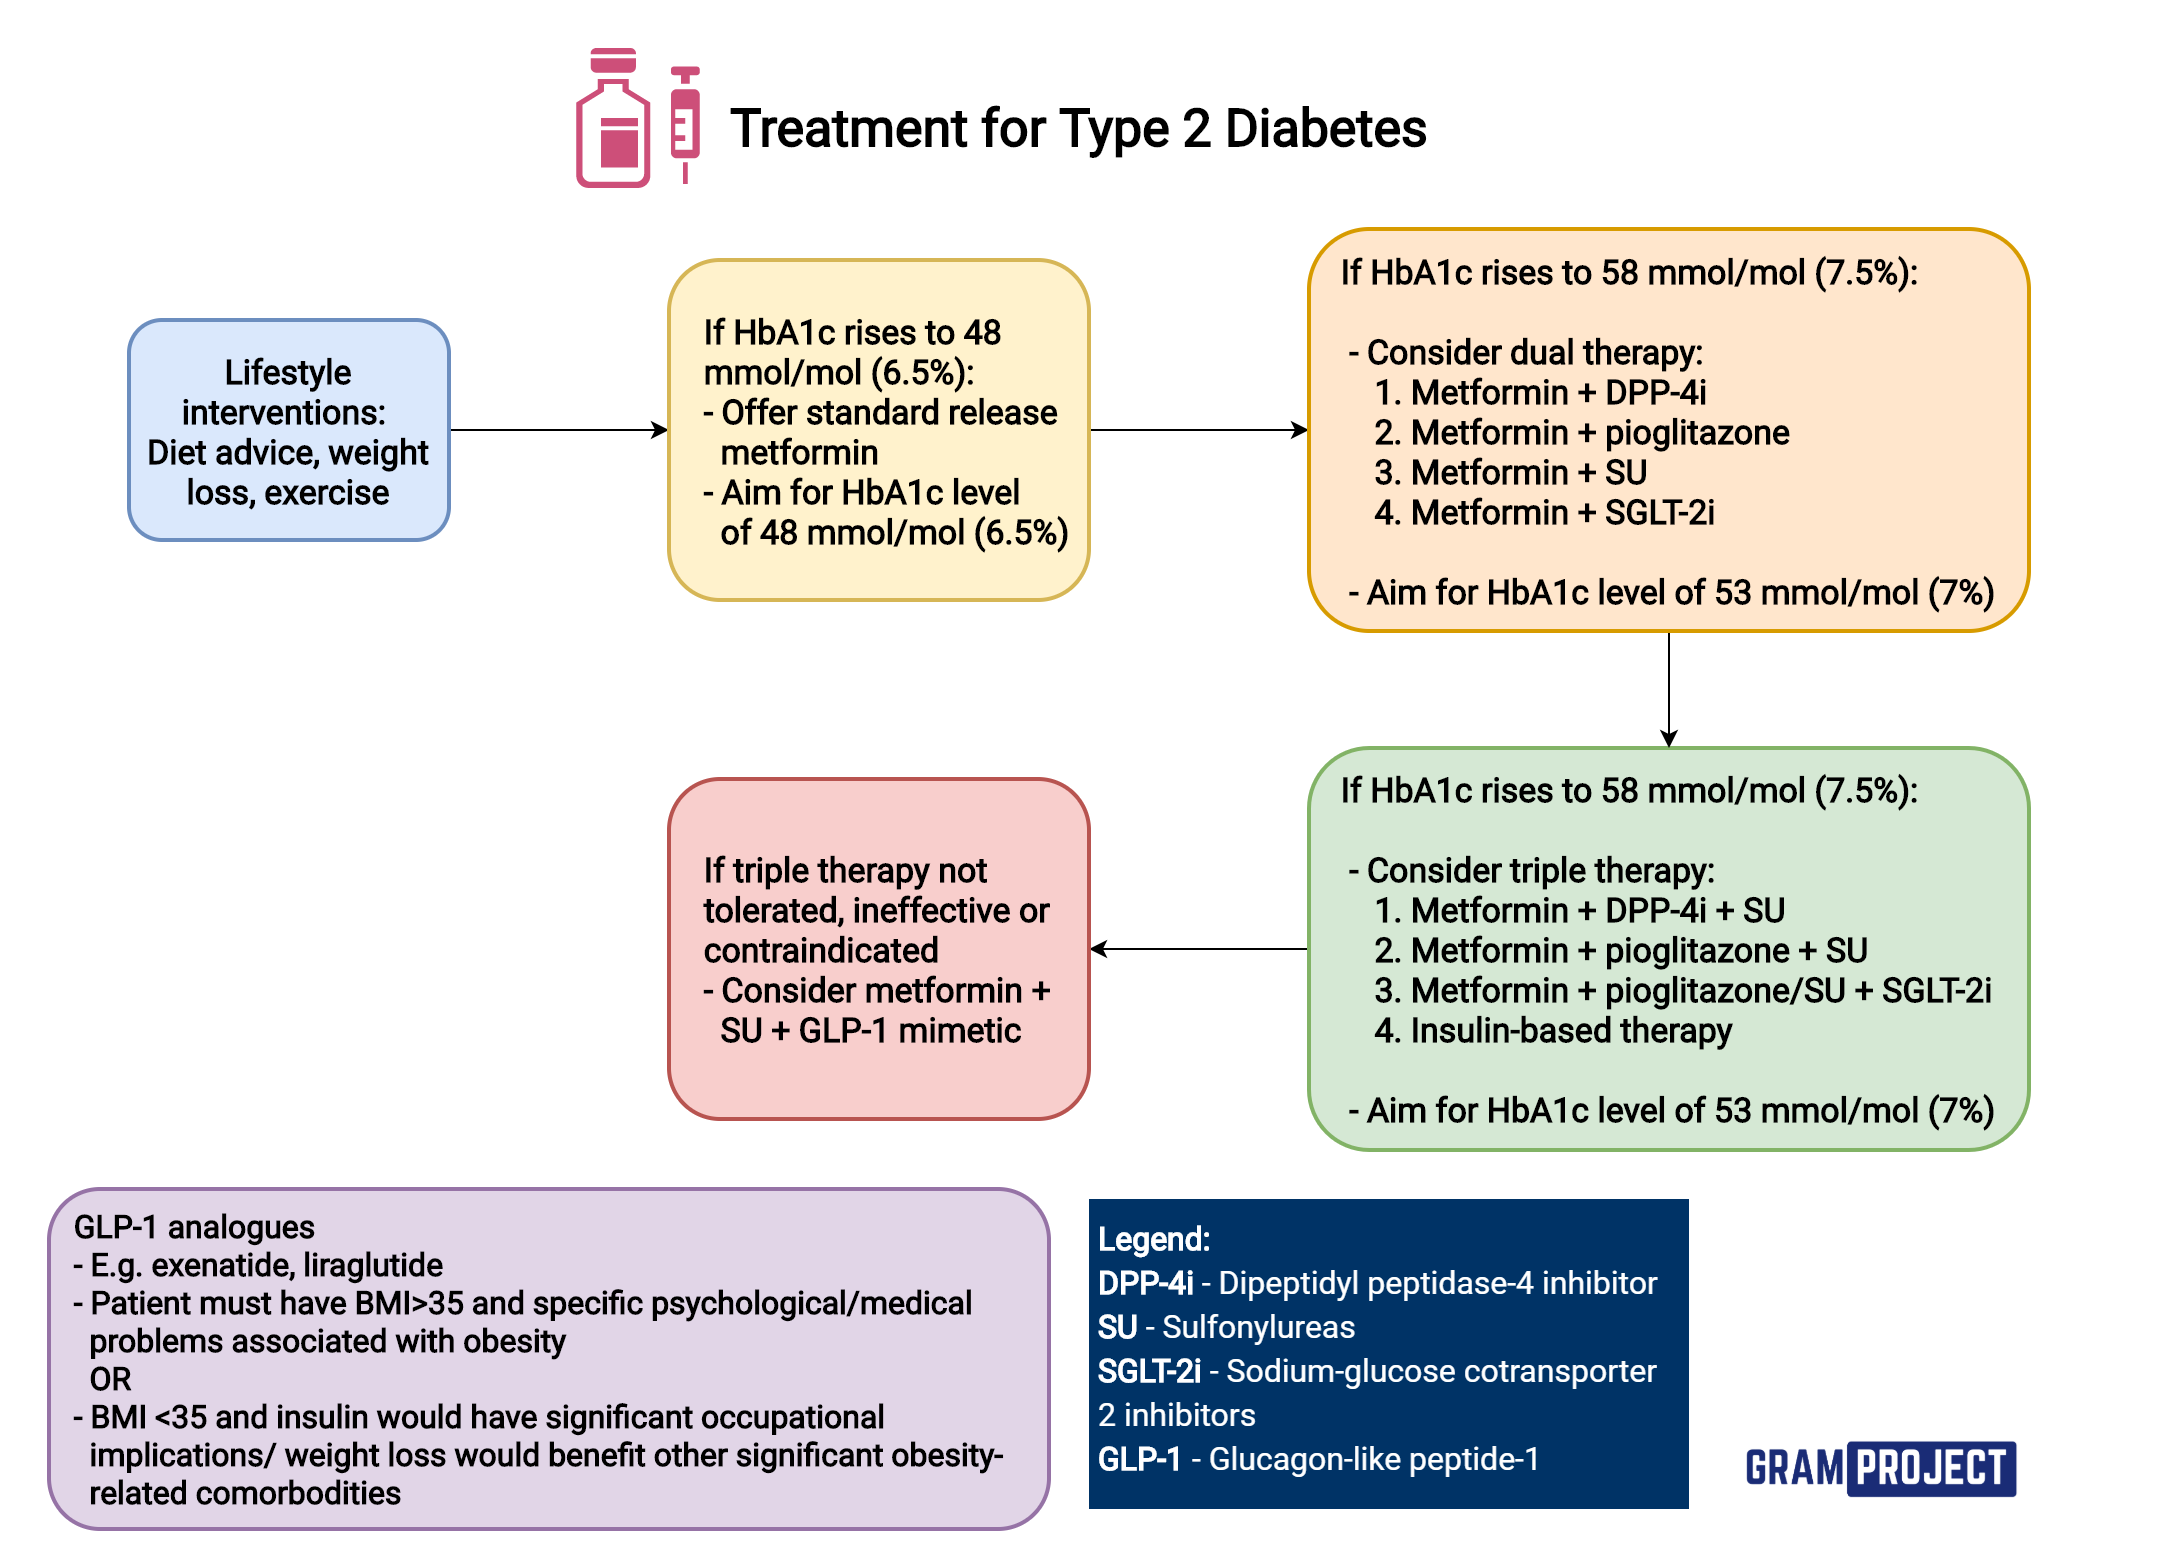 Treatment for Type 2 Diabetes
Lifestyle
interventions:
Diet advice, weight
loss, exercise
If HbA1c rises to 48
mmol/mol (6.5%):
- Offer standard release
metformin
- Aim for HbA1c level
of 48 mmol/mol (6.5%)
If HbA1c rises to 58 mmol/mol (7.5%):
- Consider dual therapy:
1. Metformin + DPP-4i
2. Metformin + pioglitazone
3. Metformin + SU
4. Metformin + SGLT-2i
- Aim for HbA1c level of 53 mmol/mol (7%)
If HbA1c rises to 58 mmol/mol (7.5%):
- Consider triple therapy:
1. Metformin + DPP-4i + SU
2. Metformin + pioglitazone + SU
3. Metformin + pioglitazone/SU + SGLT-2i
4. Insulin-based therapy
- Aim for HbA1c level of 53 mmol/mol (7%)
If triple therapy not
tolerated, ineffective or
contraindicated
- Consider metformin +
SU + GLP-1 mimetic
GLP-1 analogues
- E.g. exenatide, liraglutide
- Patient must have BMI>35 and specific psychological/medical
problems associated with obesity
OR
- BMI <35 and insulin would have significant occupational
implications/ weight loss would benefit other significant obesity-
related comorbodities
Legend:
DPP-4i - Dipeptidyl peptidase-4 inhibitor
SU - Sulfonylureas
SGLT-2i - Sodium-glucose cotransporter
2 inhibitors
GLP-1 - Glucagon-like peptide-1
GRAM PROJECT